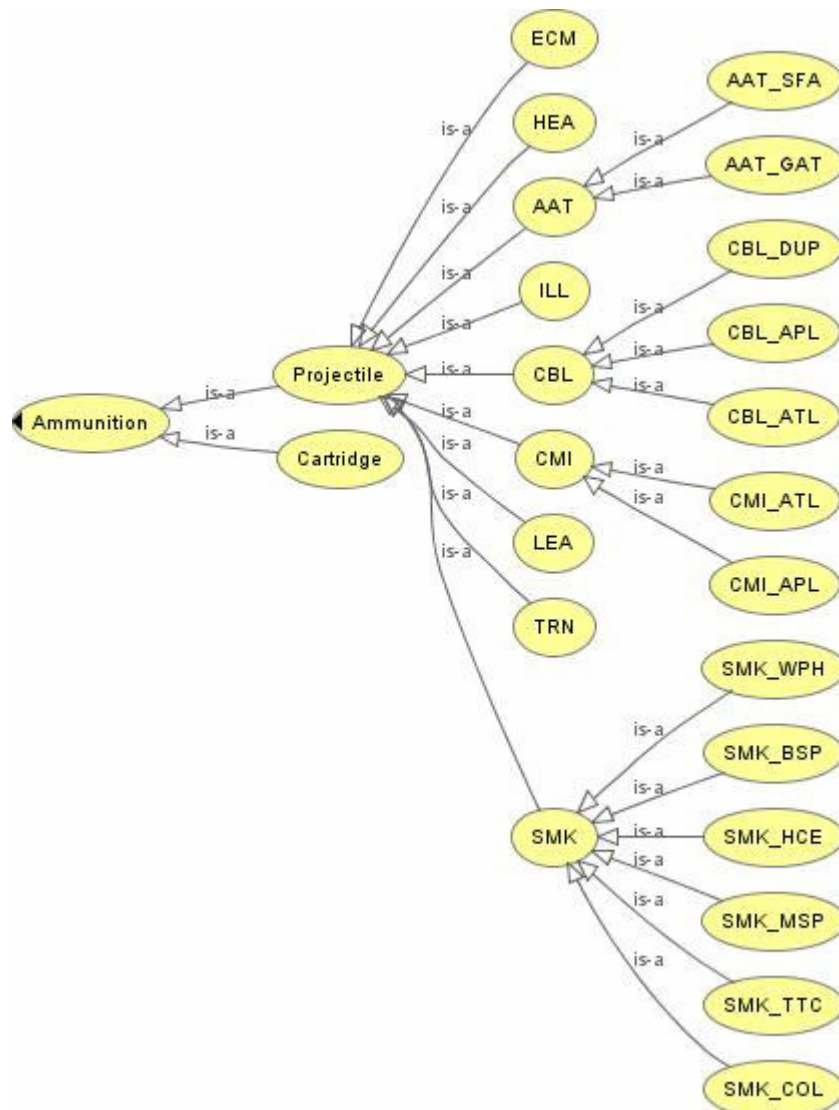 ECM
AAT_SFA
is-a
HEA
is-a
AAT_GAT
is-a
is-a
AAT
CBL_DUP
is-a
ILL
is-a
CBL_APL
is-a
is-a
Projectile
is-a
CBL
is-a
is-a
CBL_ATL
Ammunition
is-a
is-a
Cartridge
CMI
is-a
is-a
CMI_ATL
is-a
is-a
LEA
is-a
CMI_APL
TRN
SMK_WPH
is-a
SMK_BSP
is-a
SMK
is-a
SMK_HCE
is-a
is-a
SMK_MSP
is-a
SMK_TTC
SMK_COL